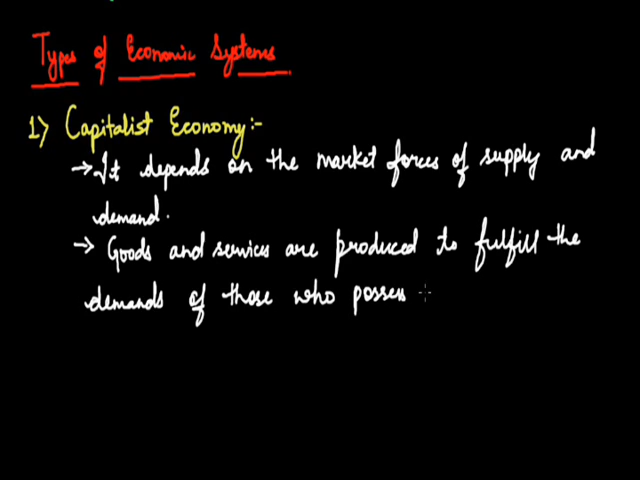 Types of Economic Systems
1) Capitalist Economy:-
→ It depends on the market forces of supply and
demand.
→ Goods and services are produced to fulfill the
demands of those who possess